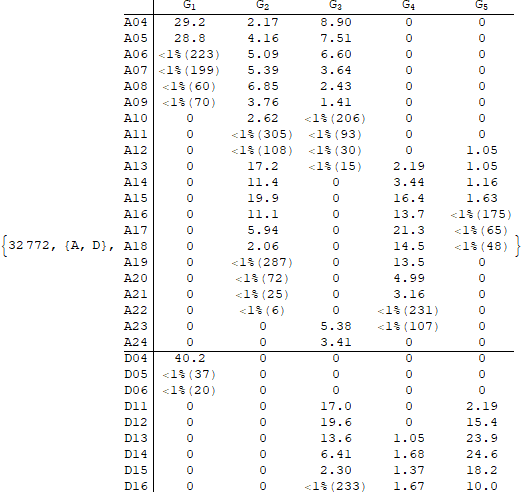 G1 G2 G3 G4 G5
A04 29.2 2.17 8.90 0 0
A05 28.8 4.16 7.51 0 0
A06 <1%(223) 5.09 6.60 0 0
A07 <1%(199) 5.39 3.64 0 0
A08 <1%(60) 6.85 2.43 0 0
A09 <1%(70) 3.76 1.41 0 0
A10 0 2.62 <1%(206) 0 0
A11 0 <1%(305) <1%(93) 0 0
A12 0 <1%(108) <1%(30) 0 1.05
A13 0 17.2 <1%(15) 2.19 1.05
A14 0 11.4 0 3.44 1.16
A15 0 19.9 0 16.4 1.63
A16 0 11.1 0 13.7 <1%(175)
A17 0 5.94 0 21.3 <1%(65)
{32772, {A, D}, A18 0 2.06 0 14.5 <1%(48) }
A19 0 <1%(287) 0 13.5 0
A20 0 <1%(72) 0 4.99 0
A21 0 <1%(25) 0 3.16 0
A22 0 <1%(6) 0 <1%(231) 0
A23 0 0 5.38 <1%(107) 0
A24 0 0 3.41 0 0
D04 40.2 0 0 0 0
D05 <1%(37) 0 0 0 0
D06 <1%(20) 0 0 0 0
D11 0 0 17.0 0 2.19
D12 0 0 19.6 0 15.4
D13 0 0 13.6 1.05 23.9
D14 0 0 6.41 1.68 24.6
D15 0 0 2.30 1.37 18.2
D16 0 0 <1%(233) 1.67 10.0